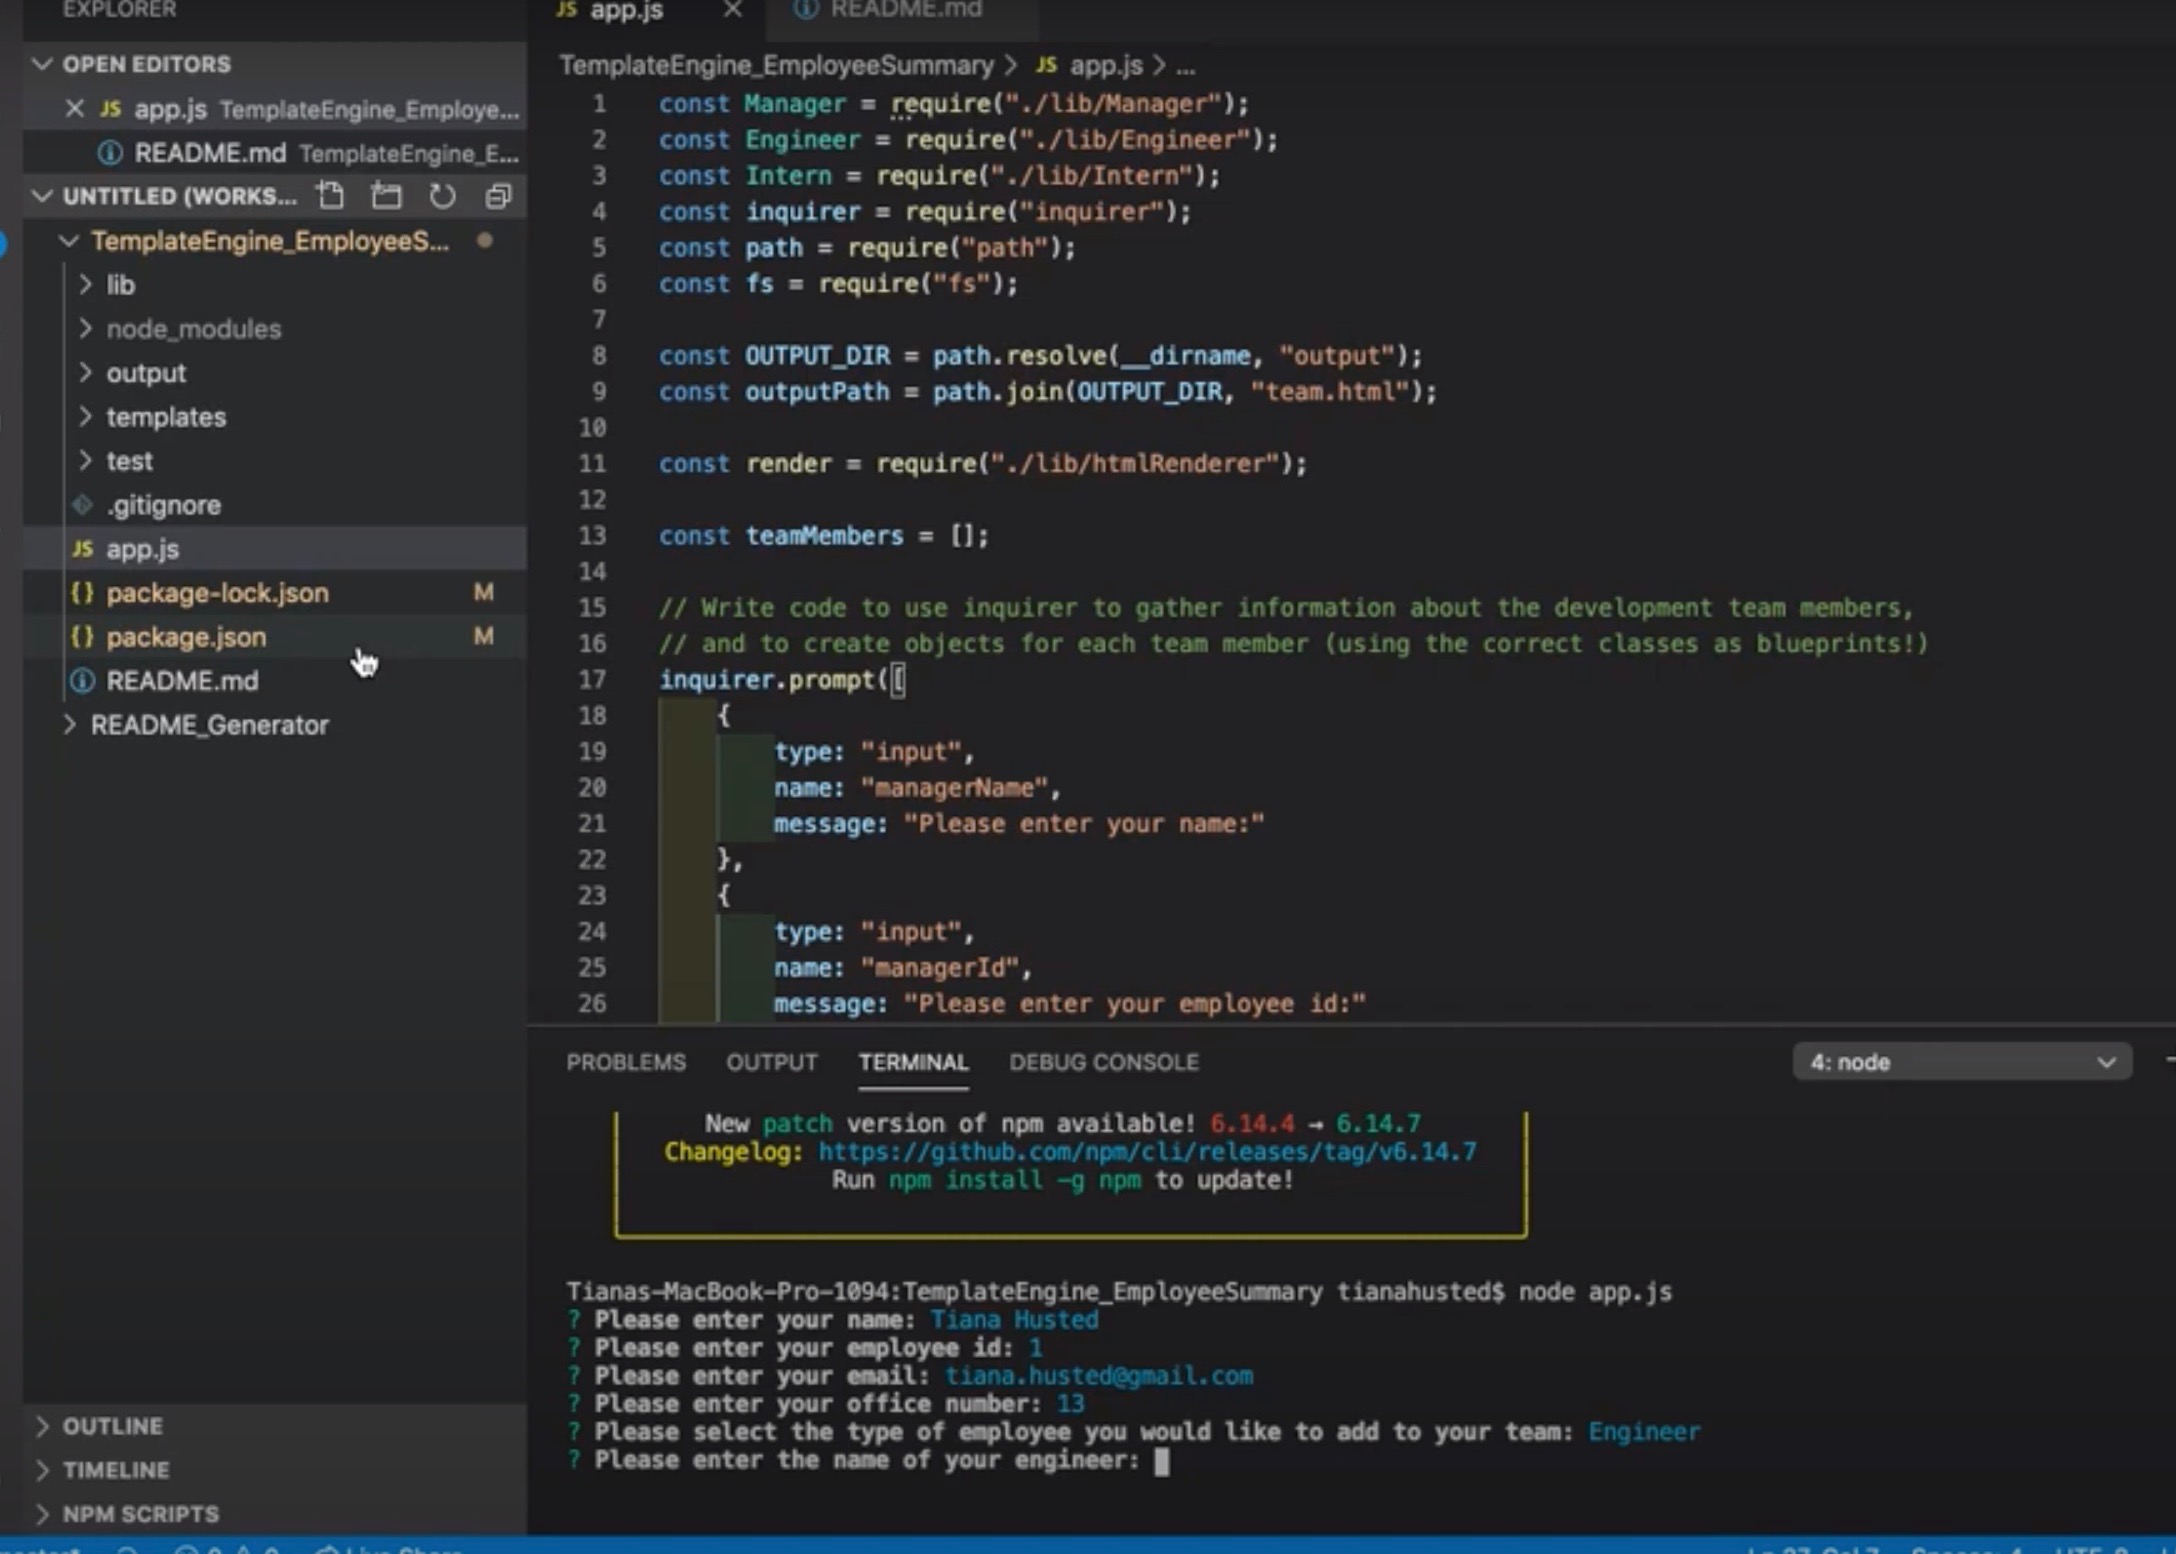 EXPLORER
OPEN EDITORS
JS app.js TemplateEngine_Employe...
README.md TemplateEngine_E...
UNTITLED (WORKS...
TemplateEngine_EmployeeS...
lib
node_modules
output
templates
test
.gitignore
JS app.js
{} package-lock.json M
{} package.json M
README.md
README_Generator
OUTLINE
TIMELINE
NPM SCRIPTS
JS app.js
README.md
TemplateEngine_EmployeeSummary > JS app.js > ...
1 const Manager = require("./lib/Manager");
2 const Engineer = require("./lib/Engineer");
3 const Intern = require("./lib/Intern");
4 const inquirer = require("inquirer");
5 const path = require("path");
6 const fs = require("fs");
7
8 const OUTPUT_DIR = path.resolve(__dirname, "output");
9 const outputPath = path.join(OUTPUT_DIR, "team.html");
10
11 const render = require("./lib/htmlRenderer");
12
13 const teamMembers = [];
14
15 // Write code to use inquirer to gather information about the development team members,
16 // and to create objects for each team member (using the correct classes as blueprints!)
17 inquirer.prompt([
18 {
19 type: "input",
20 name: "managerName",
21 message: "Please enter your name:"
22 },
23 {
24 type: "input",
25 name: "managerId",
26 message: "Please enter your employee id:"
PROBLEMS OUTPUT TERMINAL DEBUG CONSOLE 4: node
New patch version of npm available! 6.14.4 → 6.14.7
Changelog: https://github.com/npm/cli/releases/tag/v6.14.7
Run npm install -g npm to update!
Tianas-MacBook-Pro-1094:TemplateEngine_EmployeeSummary tianahusted$ node app.js
? Please enter your name: Tiana Husted
? Please enter your employee id: 1
? Please enter your email: tiana.husted@gmail.com
? Please enter your office number: 13
? Please select the type of employee you would like to add to your team: Engineer
? Please enter the name of your engineer: